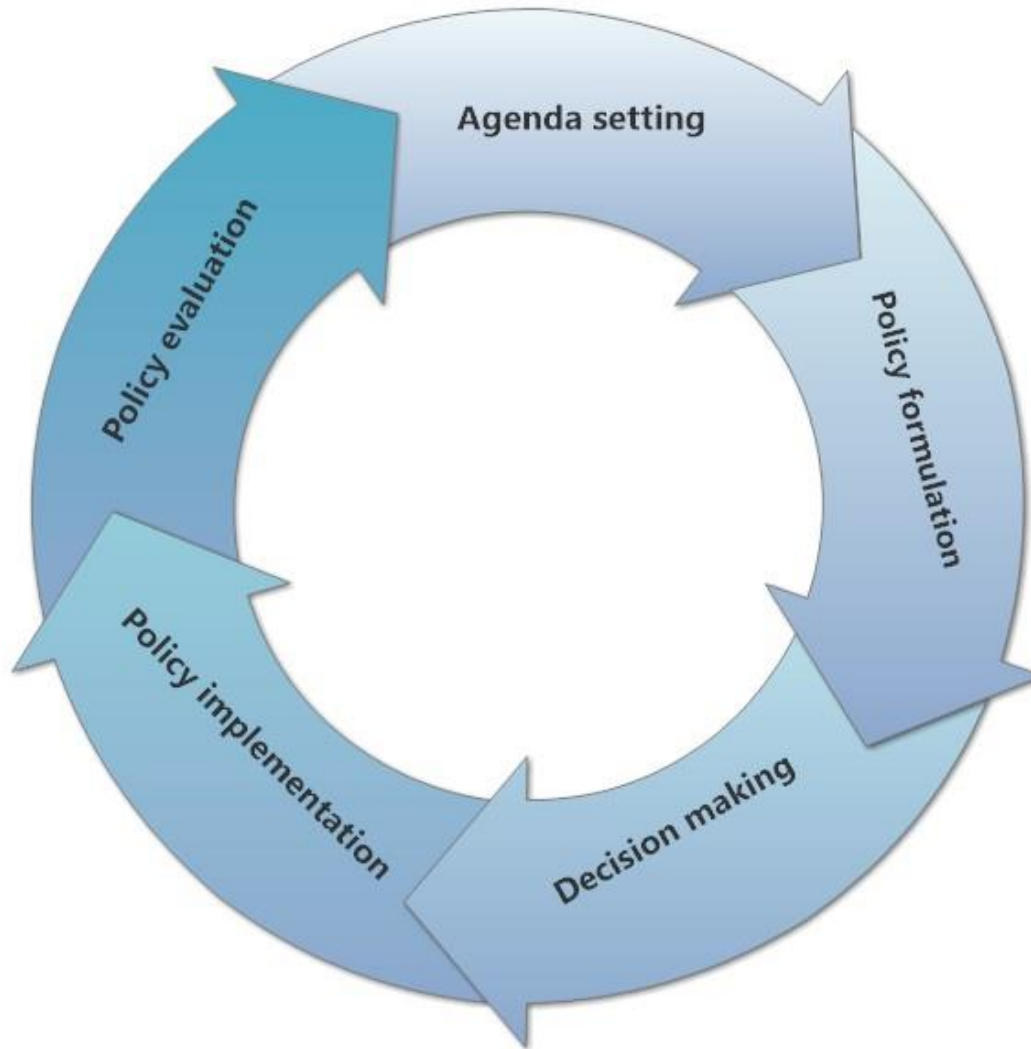 Agenda setting
Policy formulation
Decision making
Policy implementation
Policy evaluation